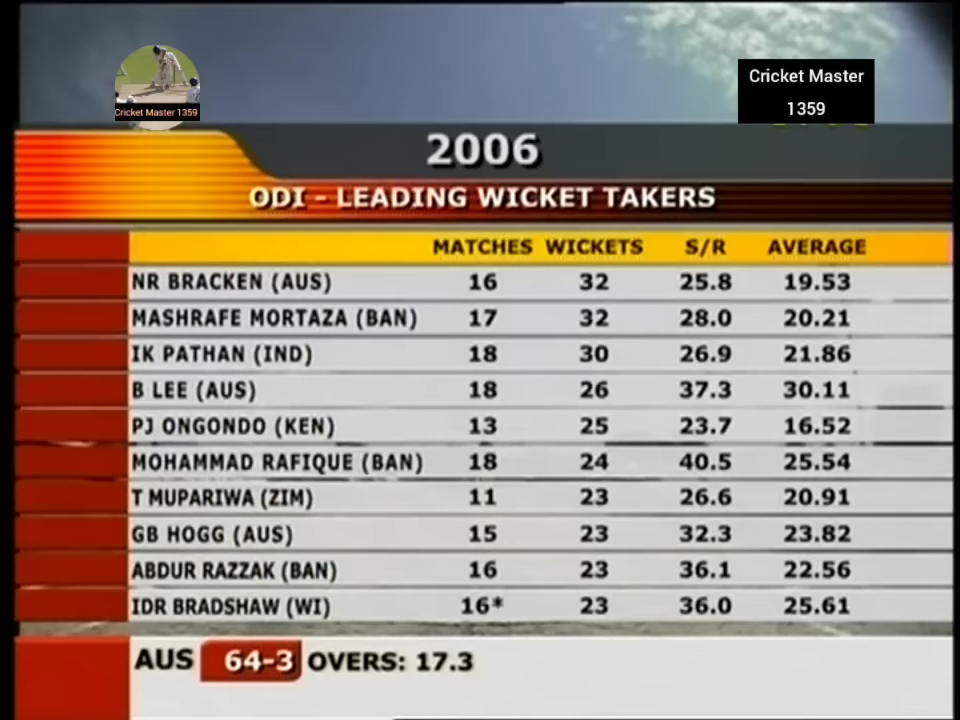 Cricket Master 1359
Cricket Master
1359
2006
ODI - LEADING WICKET TAKERS
MATCHES WICKETS S/R AVERAGE
NR BRACKEN (AUS) 16 32 25.8 19.53
MASHRAFE MORTAZA (BAN) 17 32 28.0 20.21
IK PATHAN (IND) 18 30 26.9 21.86
B LEE (AUS) 18 26 37.3 30.11
PJ ONGONDO (KEN) 13 25 23.7 16.52
MOHAMMAD RAFIQUE (BAN) 18 24 40.5 25.54
T MUPARIWA (ZIM) 11 23 26.6 20.91
GB HOGG (AUS) 15 23 32.3 23.82
ABDUR RAZZAK (BAN) 16 23 36.1 22.56
IDR BRADSHAW (WI) 16* 23 36.0 25.61
AUS 64-3 OVERS: 17.3